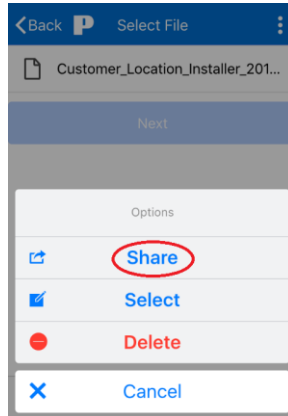 Back P Select File
Customer_Location_Installer_201...
Next
Options
Share
Select
Delete
Cancel